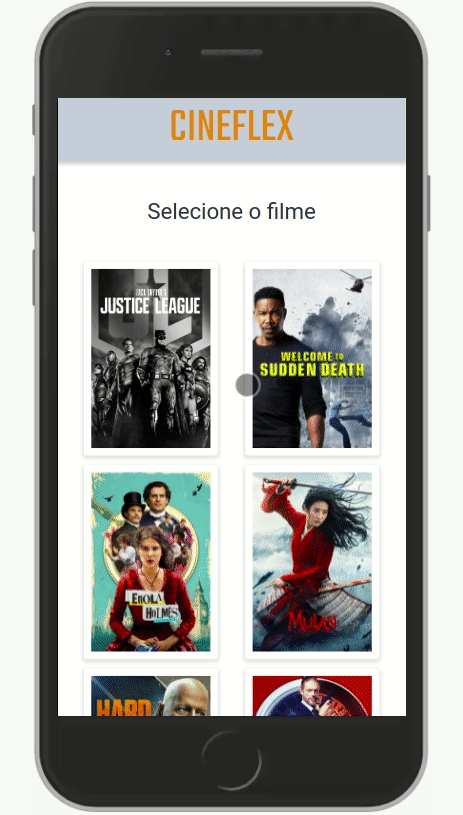 CINEFLEX
Selecione o filme
ZACK SNYDER'S
JUSTICE LEAGUE
WELCOME TO
SUDDEN DEATH
ENOLA
HOLMES
MULAN
HARD